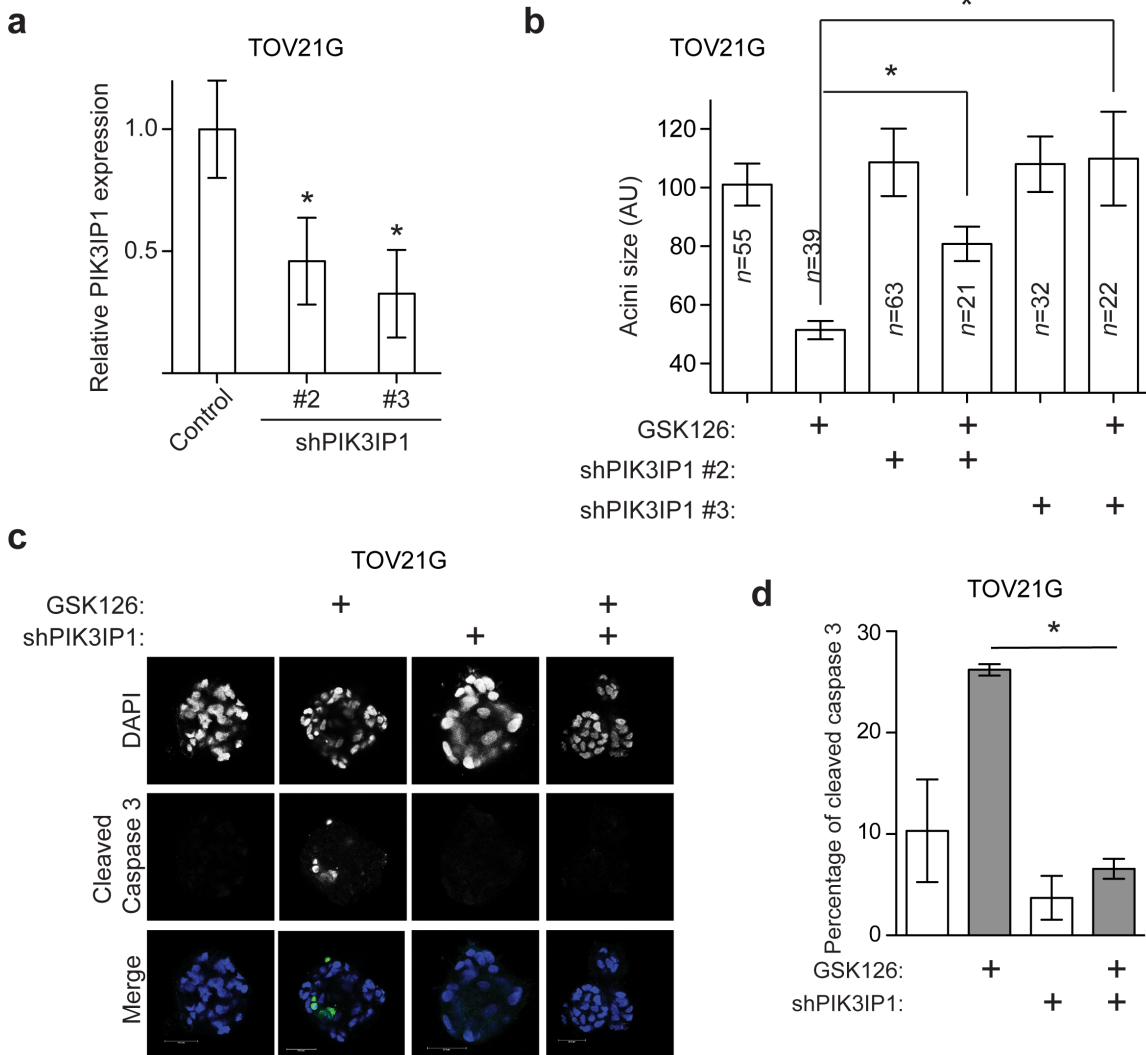 a
TOV21G
Relative PIK3IP1 expression
1.0
0.5
*
*
Control
#2
#3
shPIK3IP1
b
TOV21G
*
*
Acini size (AU)
120
100
80
60
40
n=55
n=39
n=63
n=21
n=32
n=22
GSK126: + + +
shPIK3IP1 #2: + +
shPIK3IP1 #3: + +
c
TOV21G
GSK126: + +
shPIK3IP1: + +
DAPI
Cleaved
Caspase 3
Merge
d
TOV21G
Percentage of cleaved caspase 3
30
20
10
0
*
GSK126: + +
shPIK3IP1: + +